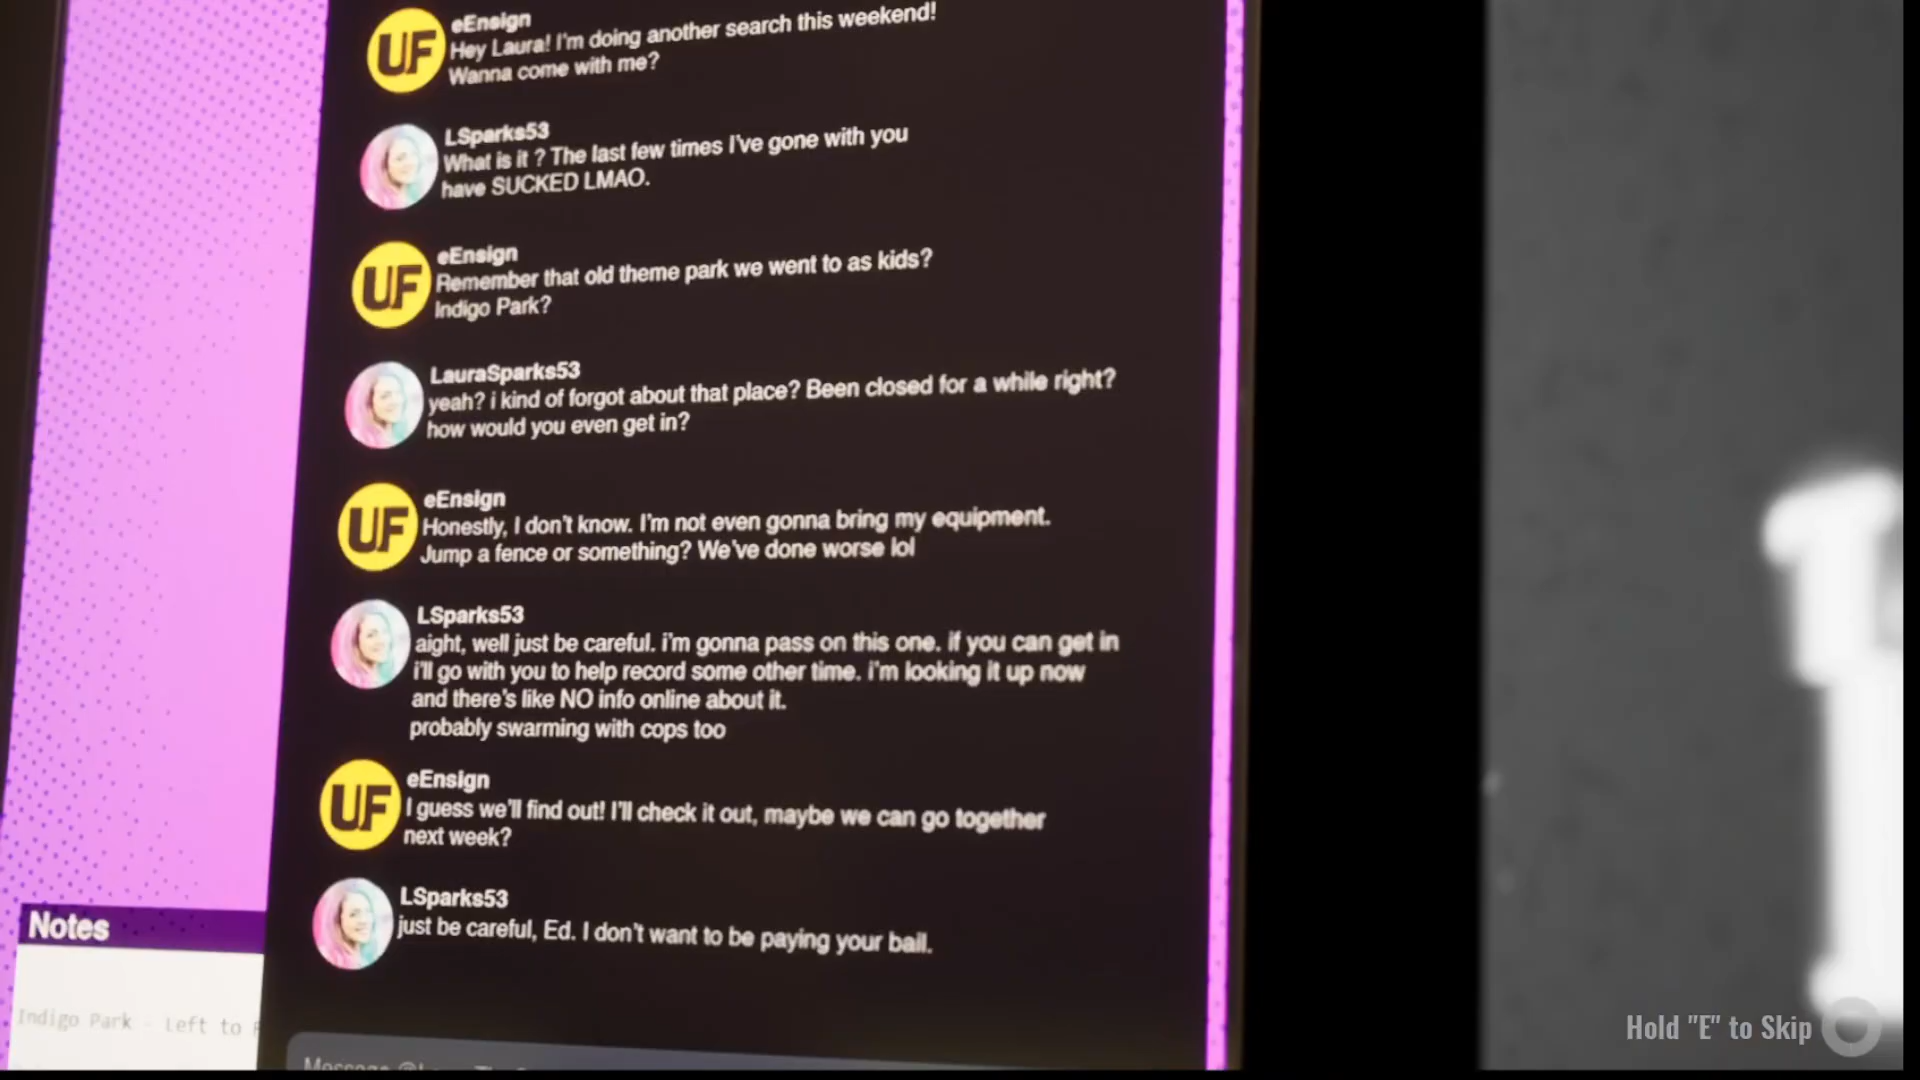 UF
eEnsign
Hey Laura! I'm doing another search this weekend!
Wanna come with me?
LSparks53
What is it ? The last few times I've gone with you
have SUCKED LMAO.
UF
eEnsign
Remember that old theme park we went to as kids?
Indigo Park?
LauraSparks53
yeah? i kind of forgot about that place? Been closed for a while right?
how would you even get in?
UF
eEnsign
Honestly, I don't know. I'm not even gonna bring my equipment.
Jump a fence or something? We've done worse lol
LSparks53
aight, well just be careful. i'm gonna pass on this one. if you can get in
i'll go with you to help record some other time. i'm looking it up now
and there's like NO info online about it.
probably swarming with cops too
UF
eEnsign
I guess we'll find out! I'll check it out, maybe we can go together
next week?
LSparks53
just be careful, Ed. I don't want to be paying your bail.
Notes
Indigo Park - Left to
Message
Hold "E" to Skip